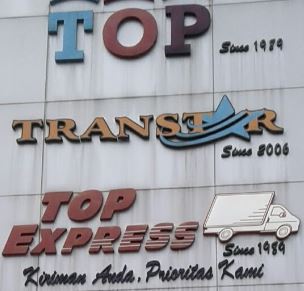 TOP
Since 1989
TRANSTAR
Since 2006
TOP
EXPRESS
Since 1989
Kiriman Anda, Prioritas Kami